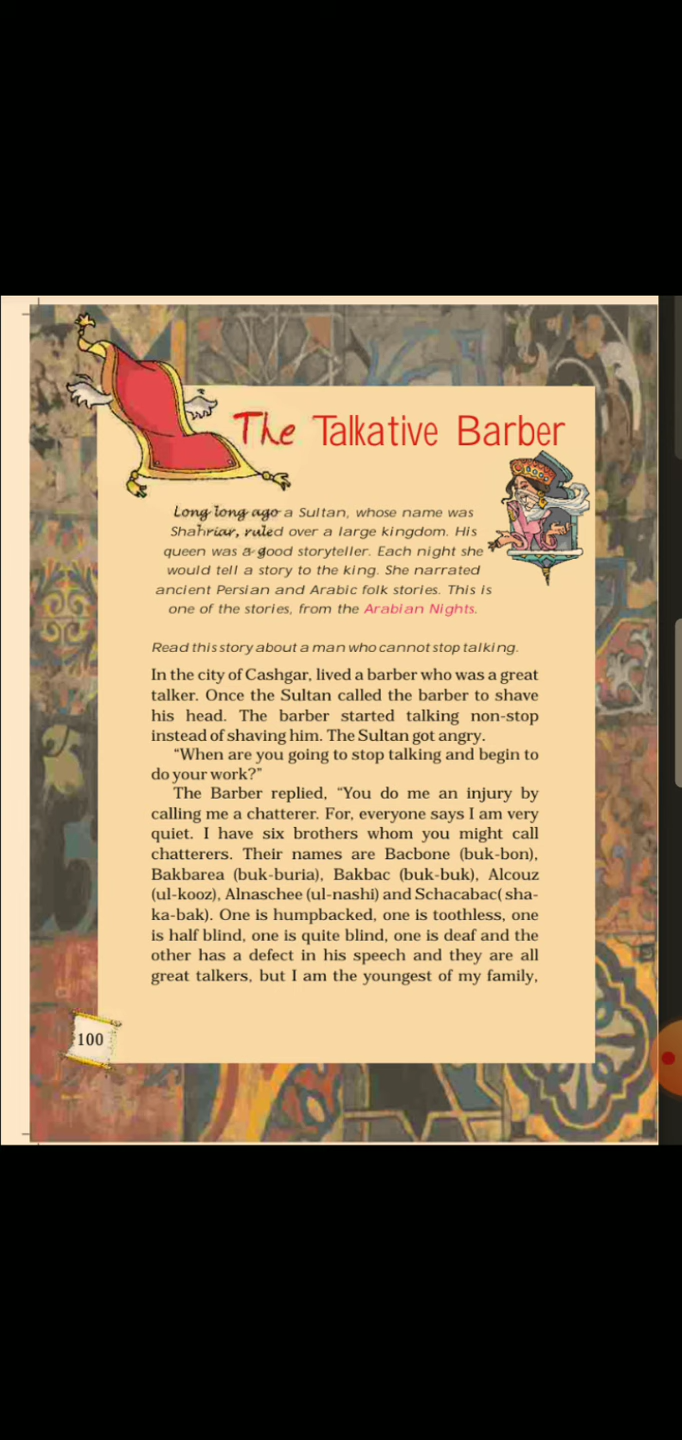 The Talkative Barber
Long long ago a Sultan, whose name was
Shahriar, ruled over a large kingdom. His
queen was a good storyteller. Each night she
would tell a story to the king. She narrated
ancient Persian and Arabic folk stories. This is
one of the stories, from the Arabian Nights.
Read this story about a man who cannot stop talking.
In the city of Cashgar, lived a barber who was a great
talker. Once the Sultan called the barber to shave
his head. The barber started talking non-stop
instead of shaving him. The Sultan got angry.
“When are you going to stop talking and begin to
do your work?”
The Barber replied, “You do me an injury by
calling me a chatterer. For, everyone says I am very
quiet. I have six brothers whom you might call
chatterers. Their names are Bacbone (buk-bon),
Bakbarea (buk-buria), Bakbac (buk-buk), Alcouz
(ul-kooz), Alnaschee (ul-nashi) and Schacabac( sha-
ka-bak). One is humpbacked, one is toothless, one
is half blind, one is quite blind, one is deaf and the
other has a defect in his speech and they are all
great talkers, but I am the youngest of my family,
100